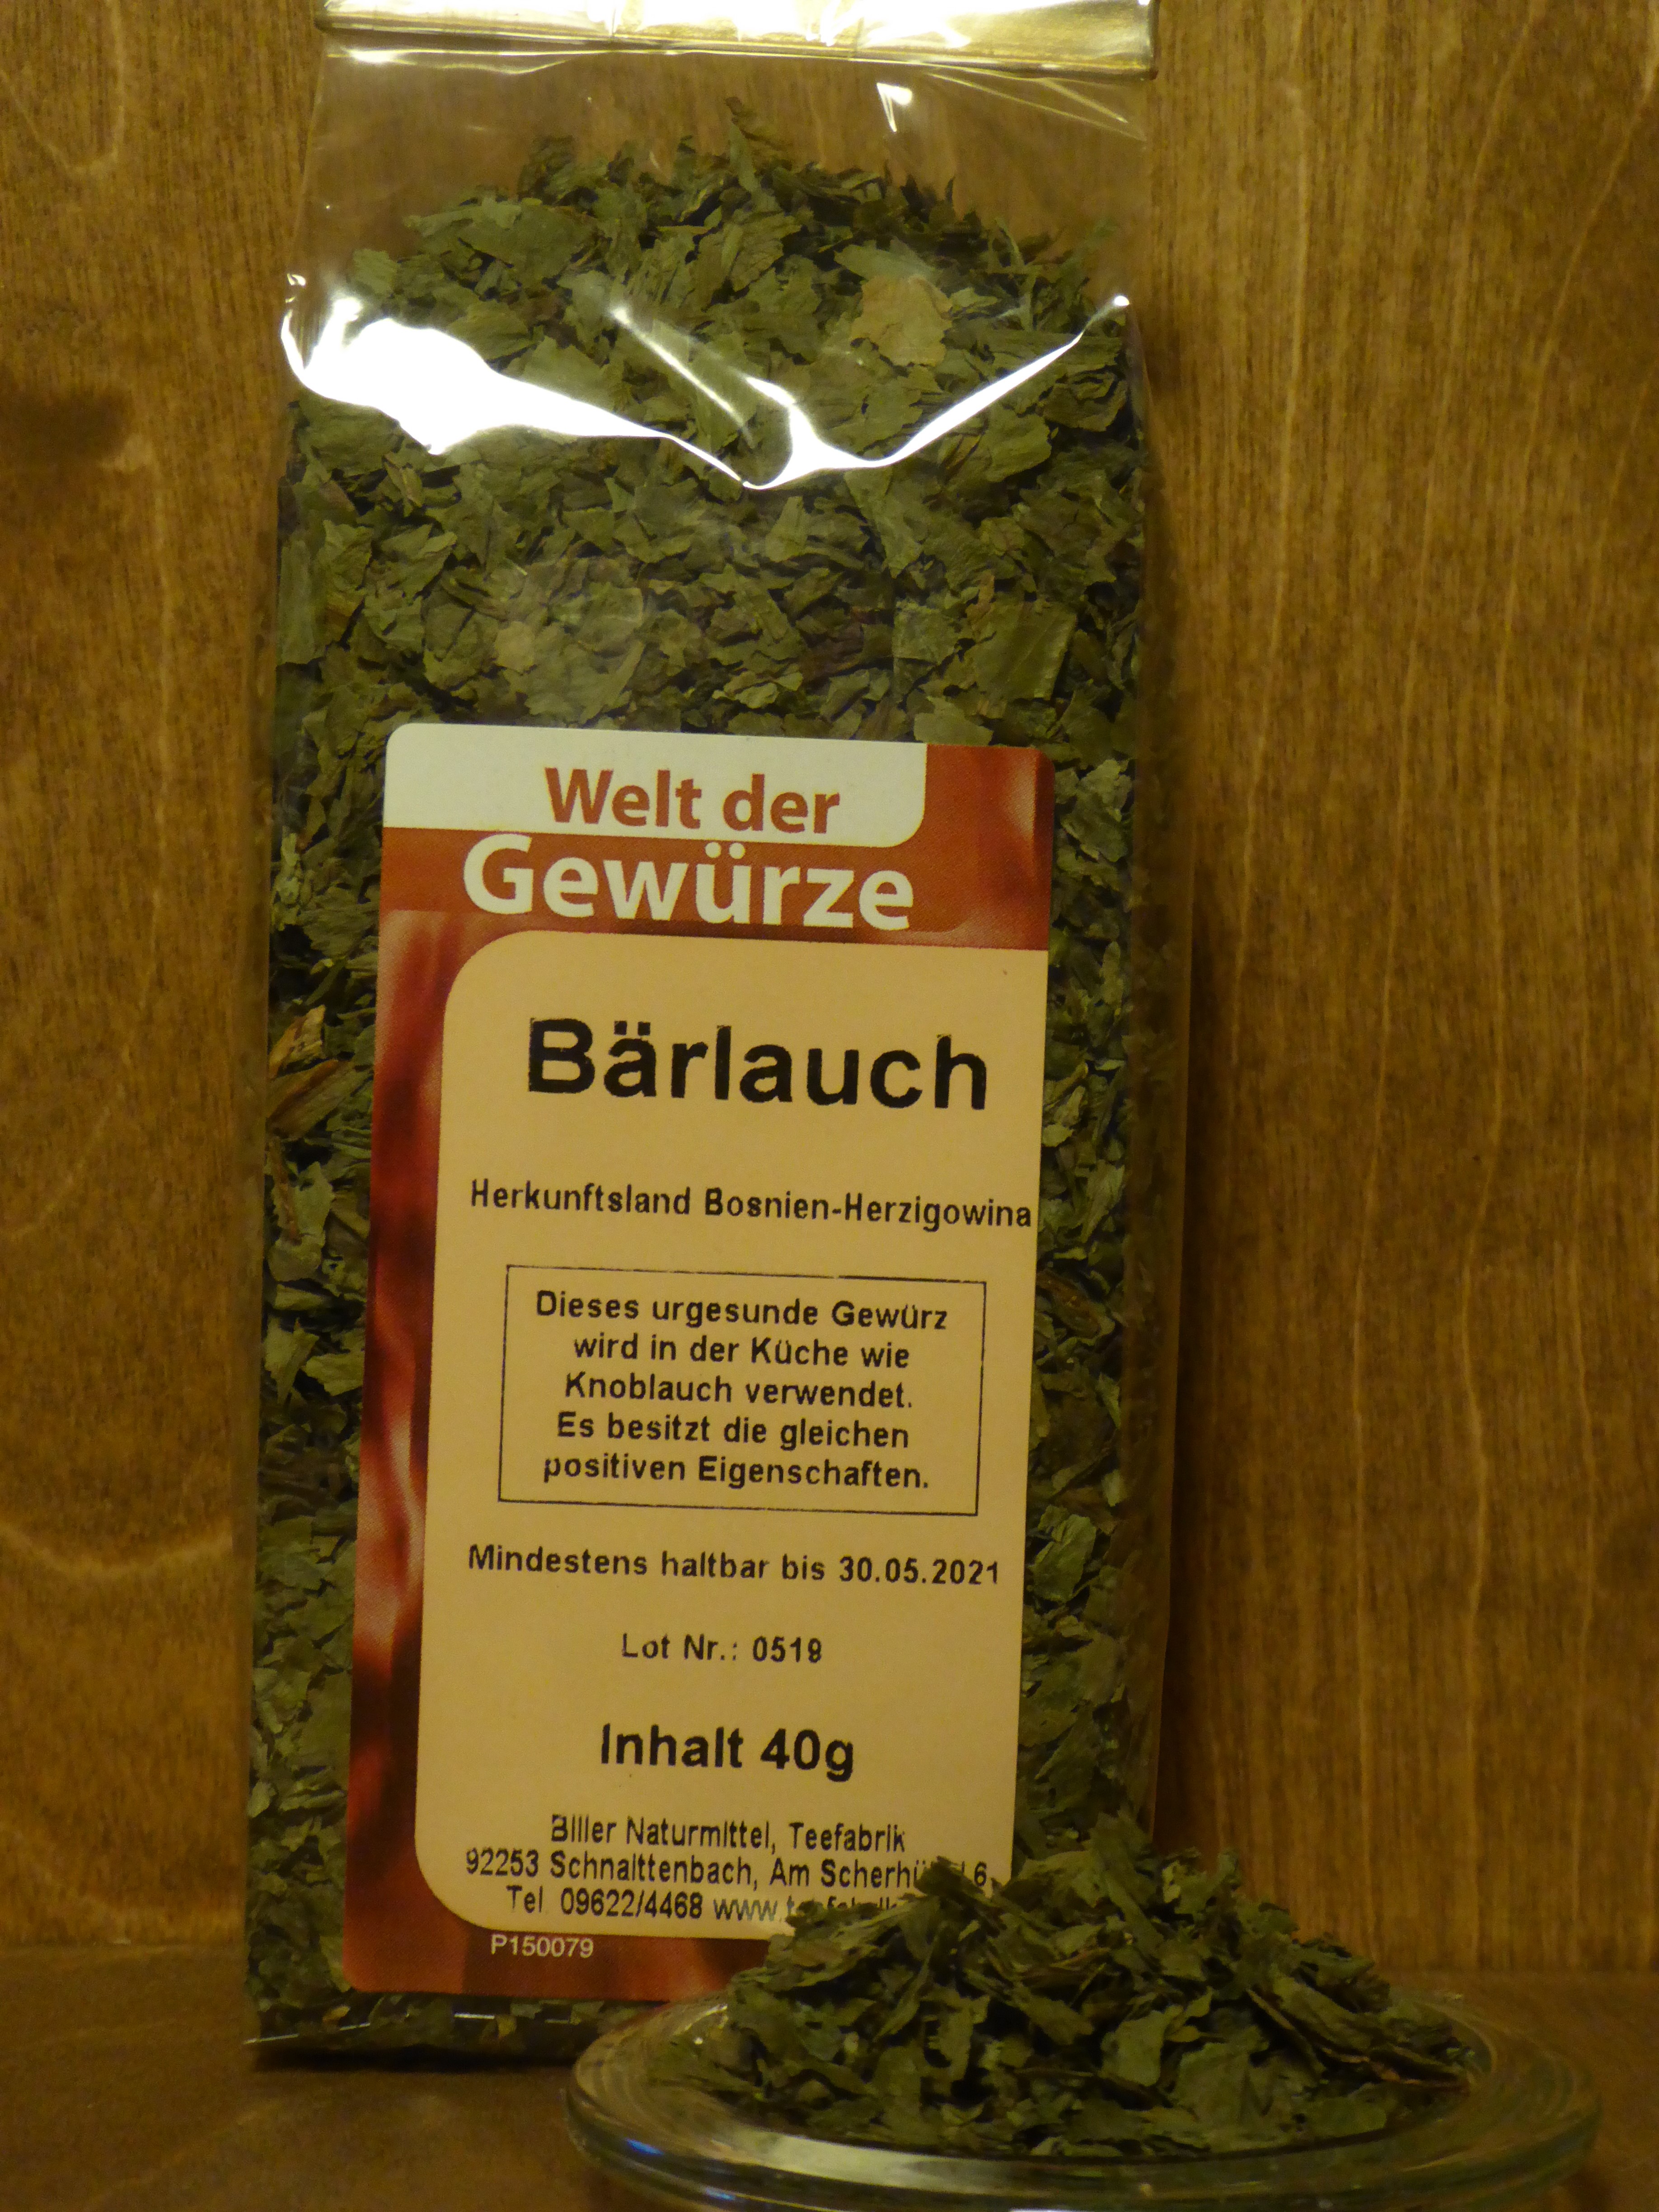 Welt der
Gewürze
Bärlauch
Herkunftsland Bosnien-Herzigowina
Dieses urgesunde Gewürz
wird in der Küche wie
Knoblauch verwendet.
Es besitzt die gleichen
positiven Eigenschaften.
Mindestens haltbar bis 30.05.2021
Lot Nr.: 0519
Inhalt 40g
Biller Naturmittel, Teefabrik
92253 Schnaittenbach, Am 6
Tel. 09622/4468
P150079